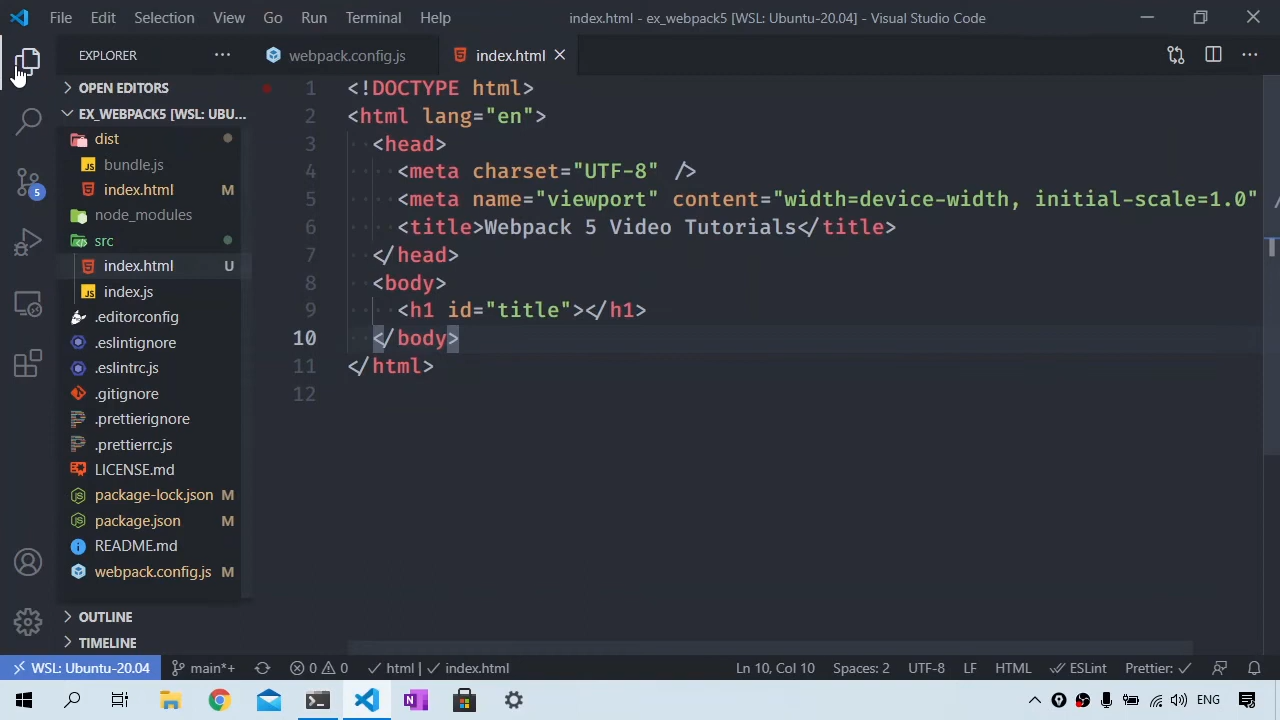 File Edit Selection View Go Run Terminal Help index.html - ex_webpack5 [WSL: Ubuntu-20.04] - Visual Studio Code
EXPLORER
webpack.config.js
index.html
OPEN EDITORS
EX_WEBPACK5 [WSL: UBU...
dist
JS bundle.js
index.html M
node_modules
src
index.html U
JS index.js
.editorconfig
.eslintignore
.eslintrc.js
.gitignore
.prettierignore
.prettierrc.js
LICENSE.md
package-lock.json M
package.json M
README.md
webpack.config.js M
OUTLINE
TIMELINE
5
1 <!DOCTYPE html>
2 <html lang="en">
3 <head>
4 <meta charset="UTF-8" />
5 <meta name="viewport" content="width=device-width, initial-scale=1.0" /
6 <title>Webpack 5 Video Tutorials</title>
7 </head>
8 <body>
9 <h1 id="title"></h1>
10 </body>
11 </html>
12
WSL: Ubuntu-20.04 main*+ 0 0 html | index.html Ln 10, Col 10 Spaces: 2 UTF-8 LF HTML ESLint Prettier:
N ENG